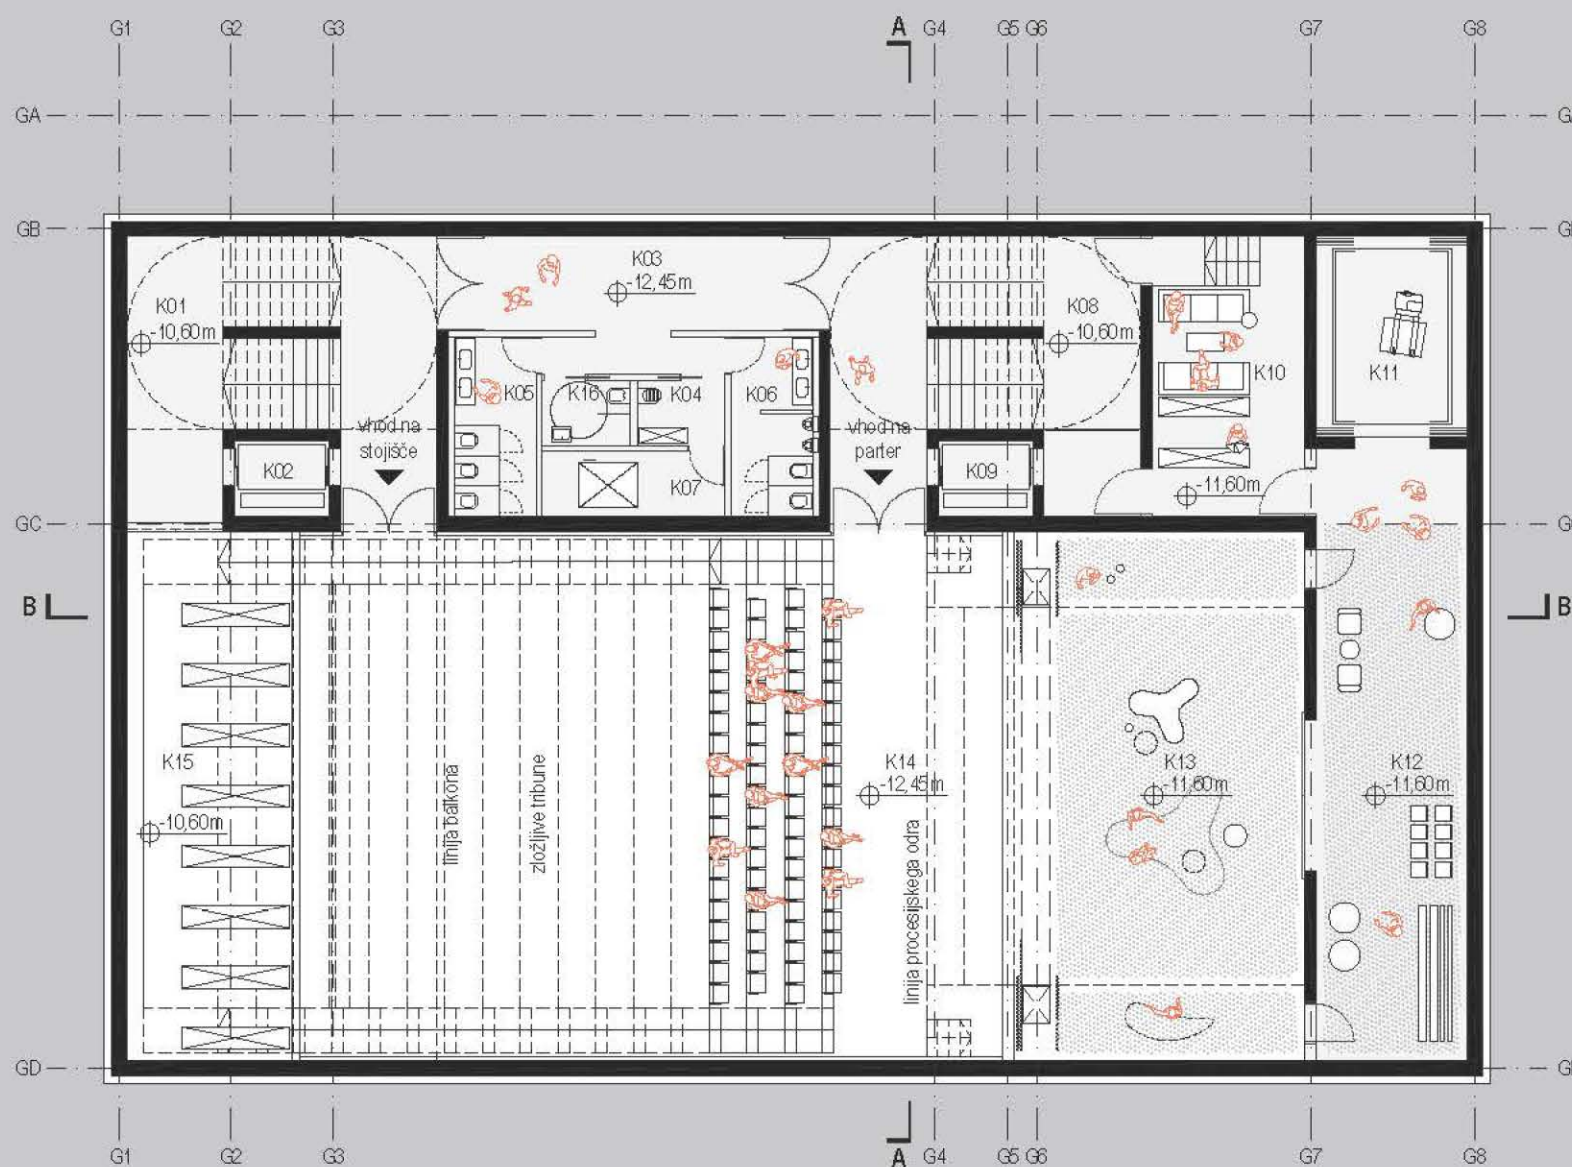 G1 G2 G3 A G4 G5 G6 G7 G8
GA
GB
K03
-12,45m
K01
-10,60m
K08
-10,60m
K05 K16 K04 K06
K10
K11
vhod na
stojišče
vhod na
parter
K02
K07
K09
-11,60m
GC
B
B
K15
-10,60m
linija balkona
zložljive tribune
K14
-12,45m
linija procesijskega odra
K13
-11,60m
K12
-11,60m
GD
G1 G2 G3 A G4 G5 G6 G7 G8